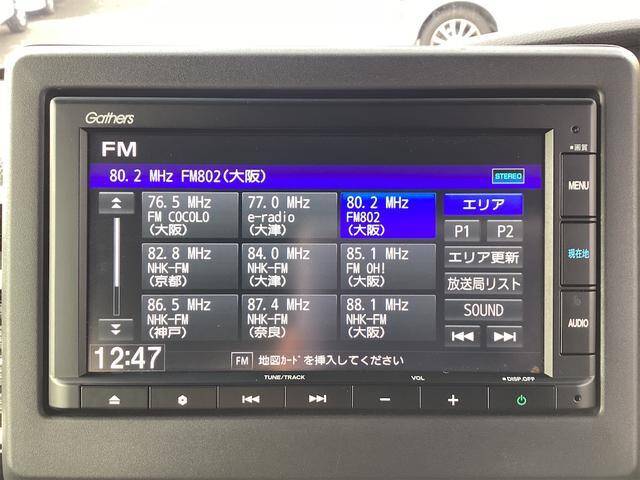 Gathers
FM
80.2 MHz FM802(大阪)
STEREO
76.5 MHz
FM COCOLO
(大阪)
77.0 MHz
e-radio
(大津)
80.2 MHz
FM802
(大阪)
82.8 MHz
NHK-FM
(京都)
84.0 MHz
NHK-FM
(大津)
85.1 MHz
FM OH!
(大阪)
86.5 MHz
NHK-FM
(神戸)
87.4 MHz
NHK-FM
(奈良)
88.1 MHz
NHK-FM
(大阪)
エリア
P1
P2
エリア更新
放送局リスト
SOUND
12:47
FM 地図ｶｰﾄﾞを挿入してください
画質
MENU
現在地
AUDIO
TUNE/TRACK
VOL
DISP.OFF